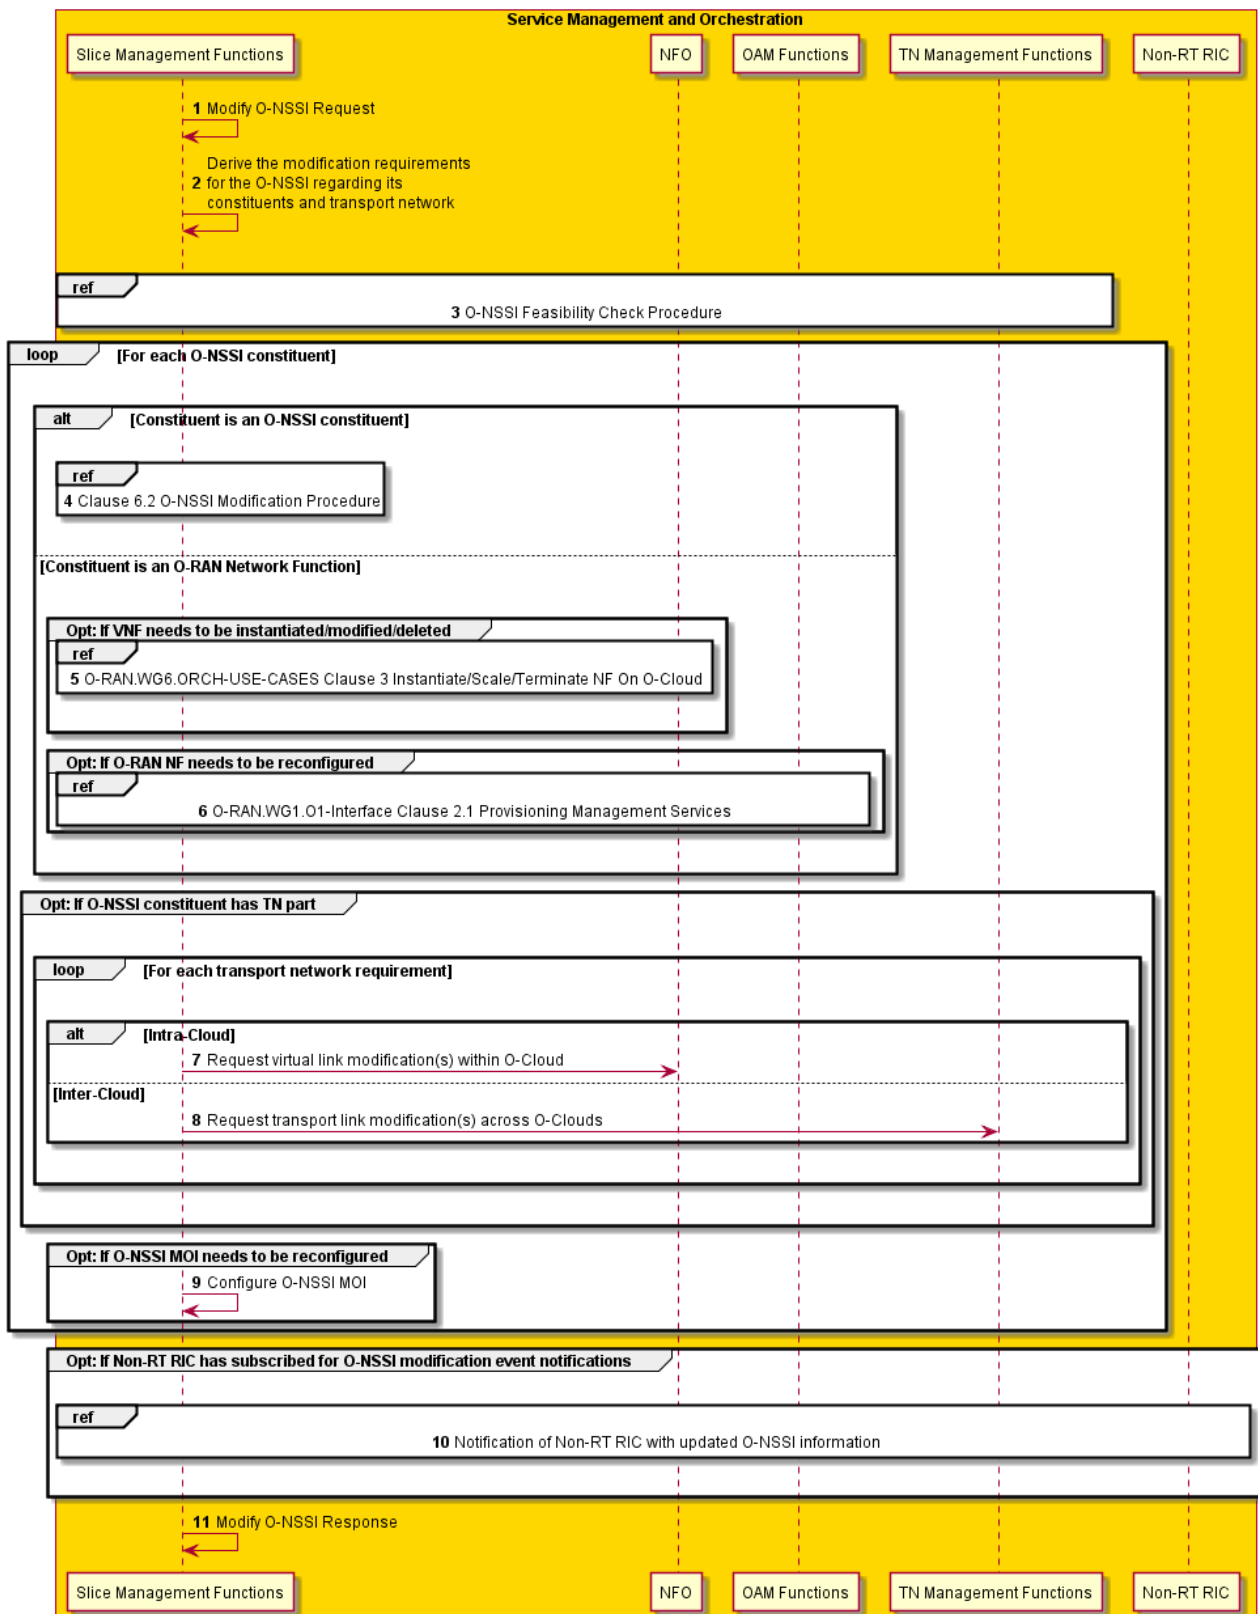 Service Management and Orchestration
Slice Management Functions
NFO
OAM Functions
TN Management Functions
Non-RT RIC
1 Modify O-NSSI Request
Derive the modification requirements
2 for the O-NSSI regarding its
constituents and transport network
ref
3 O-NSSI Feasibility Check Procedure
loop [For each O-NSSI constituent]
alt [Constituent is an O-NSSI constituent]
ref
4 Clause 6.2 O-NSSI Modification Procedure
[Constituent is an O-RAN Network Function]
Opt: If VNF needs to be instantiated/modified/deleted
ref
5 O-RAN.WG6.ORCH-USE-CASES Clause 3 Instantiate/Scale/Terminate NF On O-Cloud
Opt: If O-RAN NF needs to be reconfigured
ref
6 O-RAN.WG1.O1-Interface Clause 2.1 Provisioning Management Services
Opt: If O-NSSI constituent has TN part
loop [For each transport network requirement]
alt [Intra-Cloud]
7 Request virtual link modification(s) within O-Cloud
[Inter-Cloud]
8 Request transport link modification(s) across O-Clouds
Opt: If O-NSSI MOI needs to be reconfigured
9 Configure O-NSSI MOI
Opt: If Non-RT RIC has subscribed for O-NSSI modification event notifications
ref
10 Notification of Non-RT RIC with updated O-NSSI information
11 Modify O-NSSI Response
Slice Management Functions
NFO
OAM Functions
TN Management Functions
Non-RT RIC